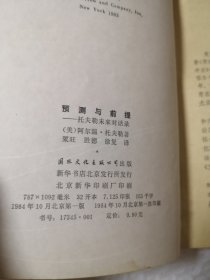 and Company, Inc.
New York 1983
预测与前提
——托夫勒未来对话录
(美)阿尔温·托夫勒著
粟旺 胜德 徐复 译
国际文化出版公司出版
新华书店北京发行所发行
北京新华印刷厂印刷
787×1092毫米 32开本 7.125印张 165千字
1984年10月北京第一版 1984年10月第一版第一次印刷
书号:17345·001 定价:0.90元